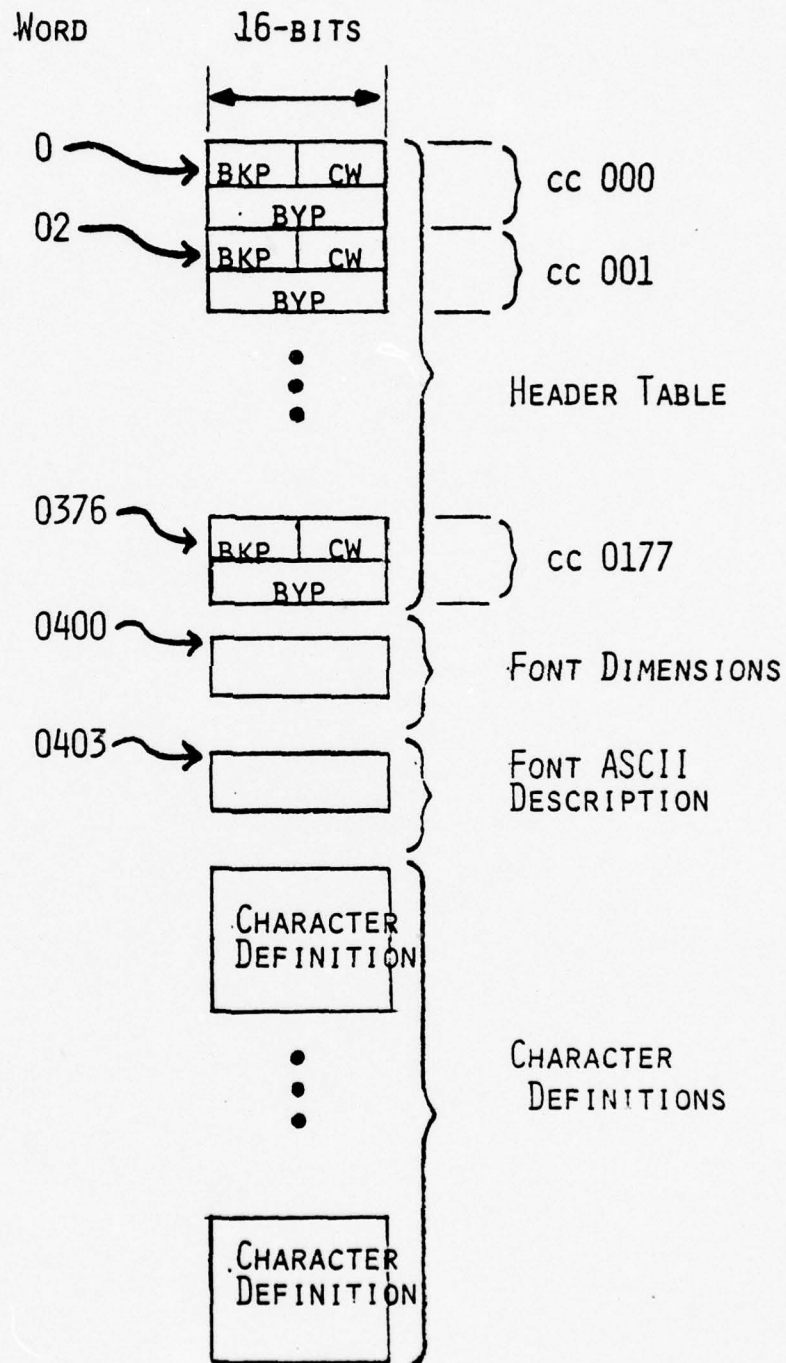 WORD 16-BITS
0
BKP CW
cc 000
BYP
02
BKP CW
cc 001
BYP
HEADER TABLE
0376
BKP CW
cc 0177
BYP
0400
FONT DIMENSIONS
0403
FONT ASCII
DESCRIPTION
CHARACTER
DEFINITION
CHARACTER
DEFINITIONS
CHARACTER
DEFINITION